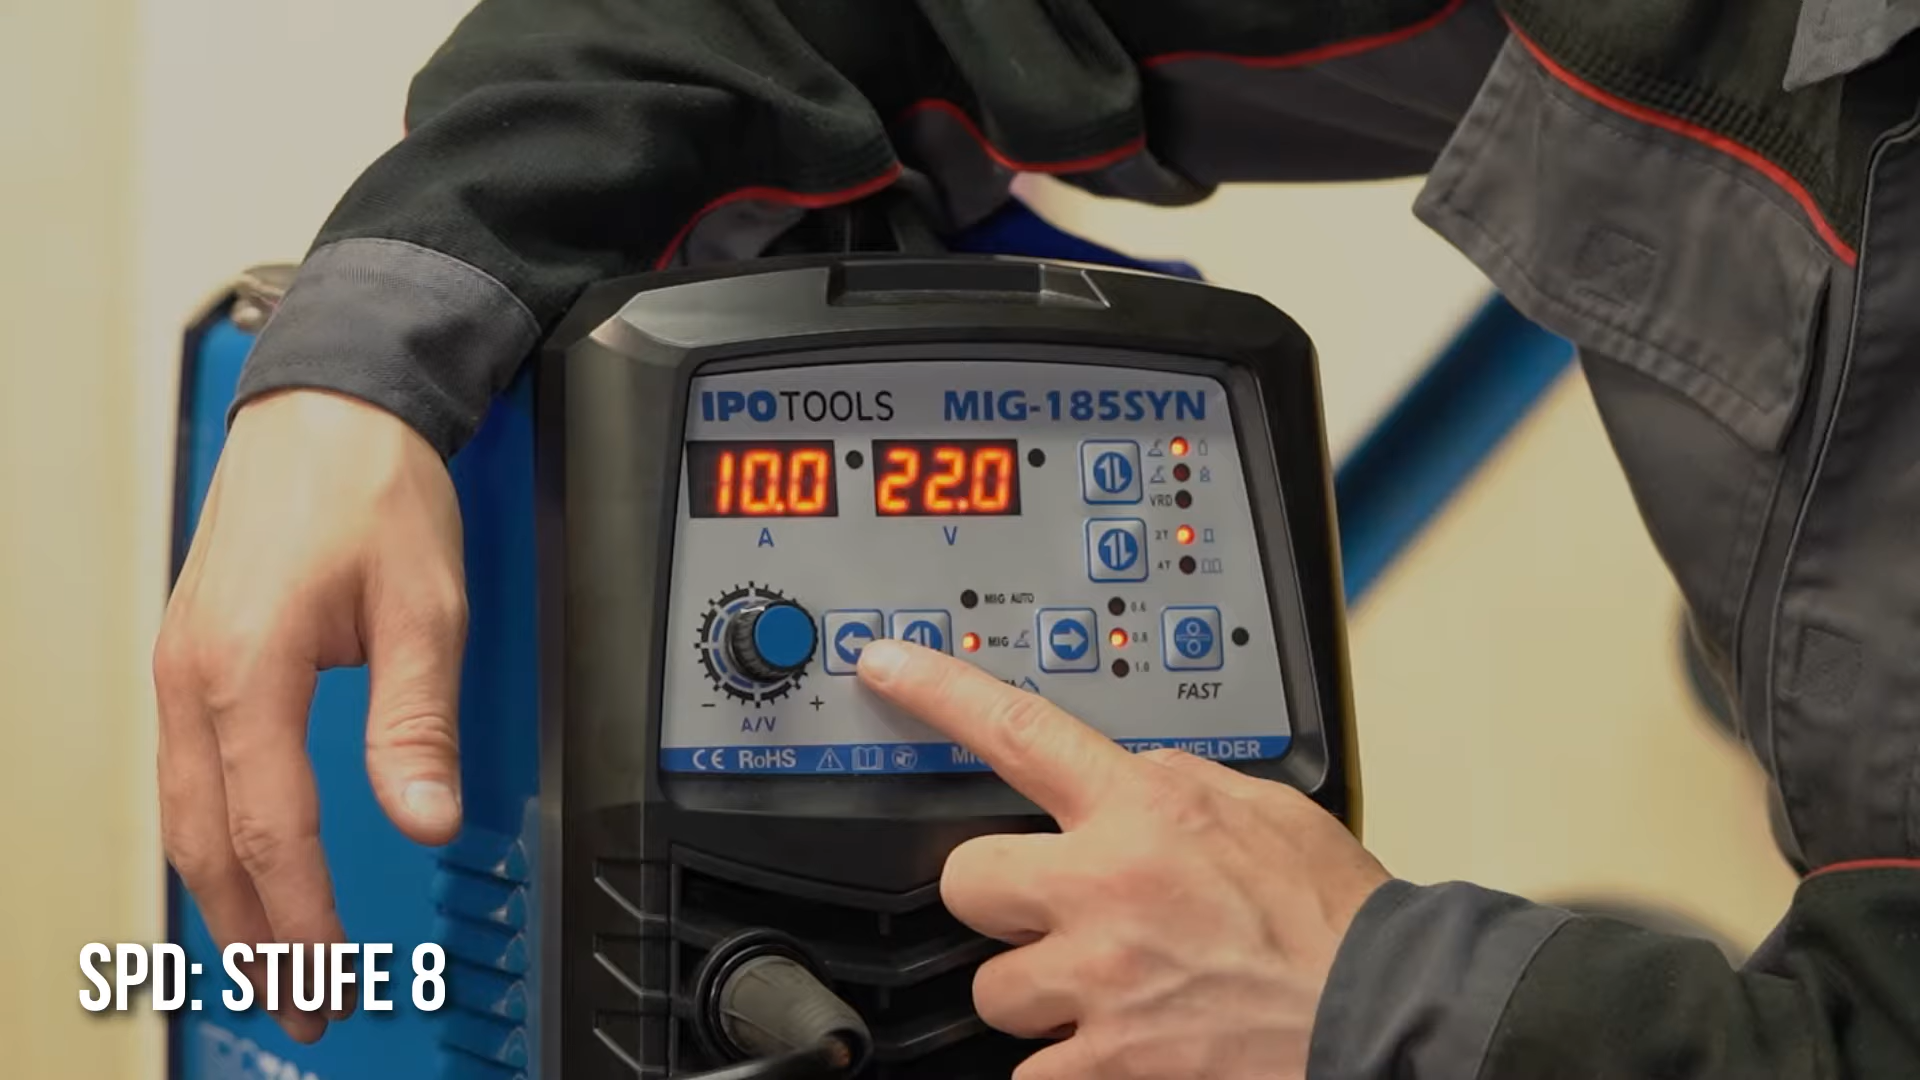 IPOTOOLS MIG-185SYN
10.0 22.0
A V
VRD
2T
4T
MIG AUTO
MIG
0.6
0.8
1.0
FAST
- +
A/V
CE RoHS WELDER
SPD: STUFE 8